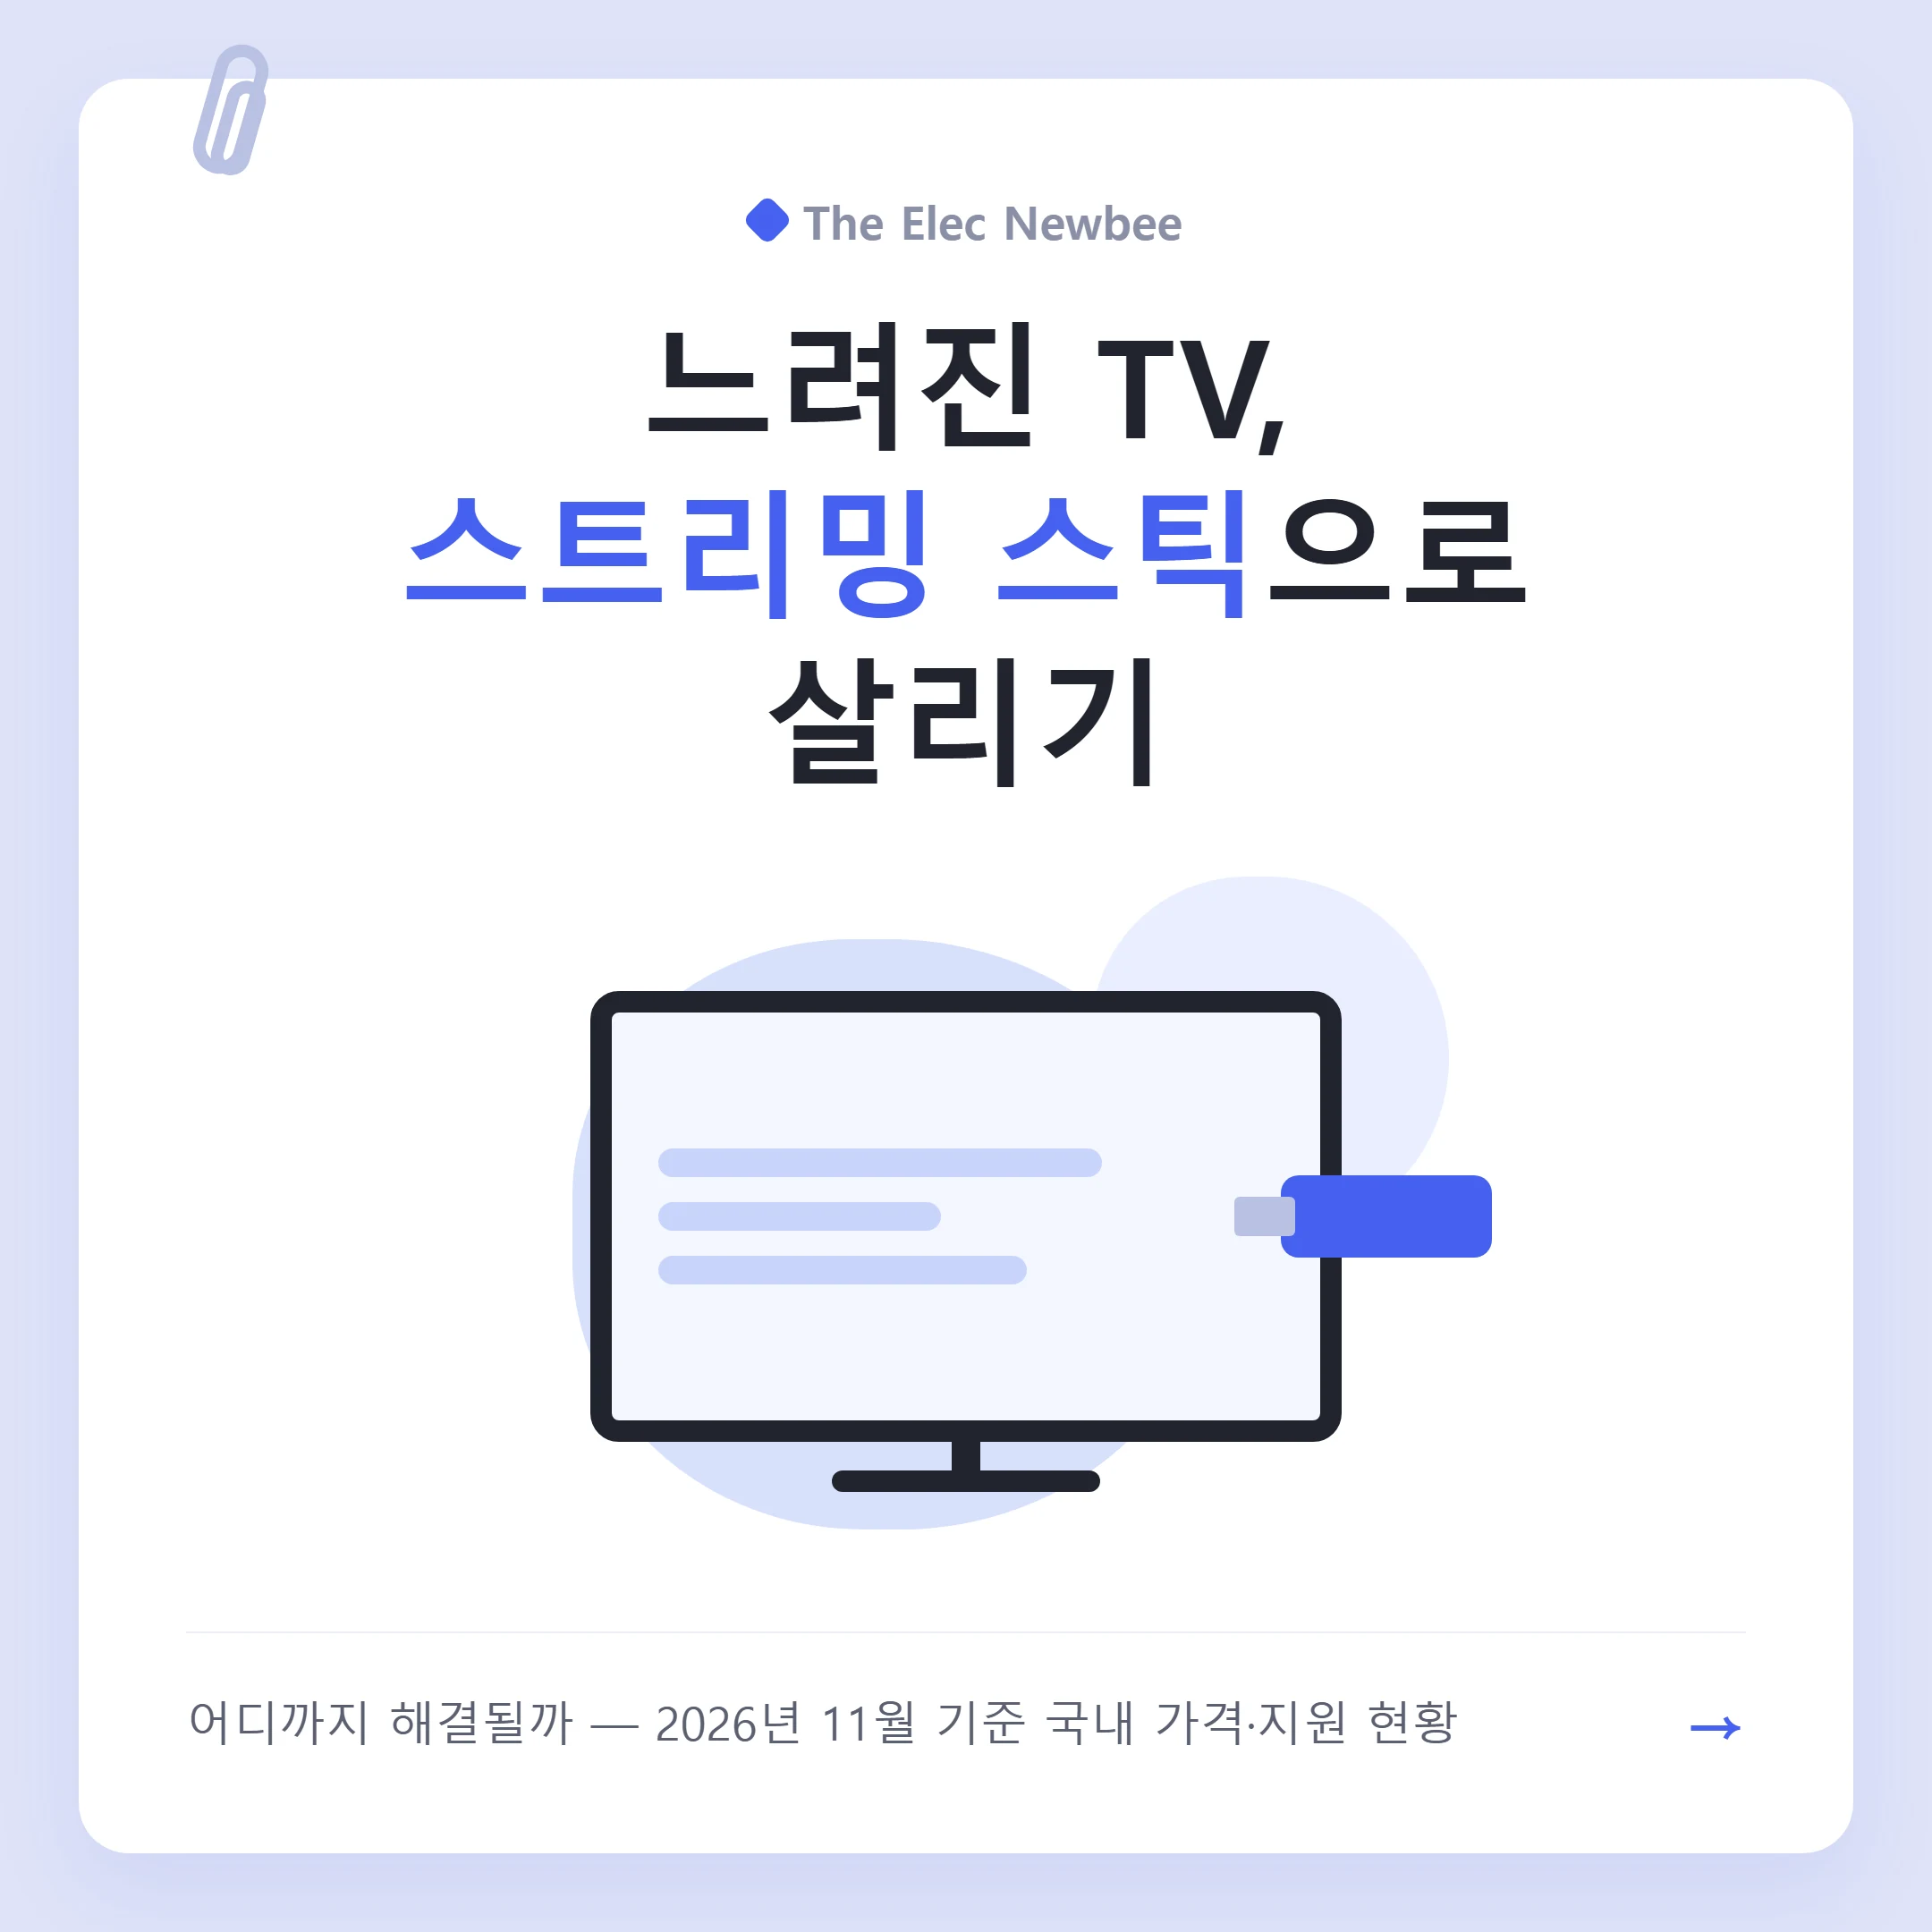 The Elec Newbee
느려진 TV,
스트리밍 스틱으로
살리기
어디까지 해결될까 — 2026년 11월 기준 국내 가격·지원 현황 →